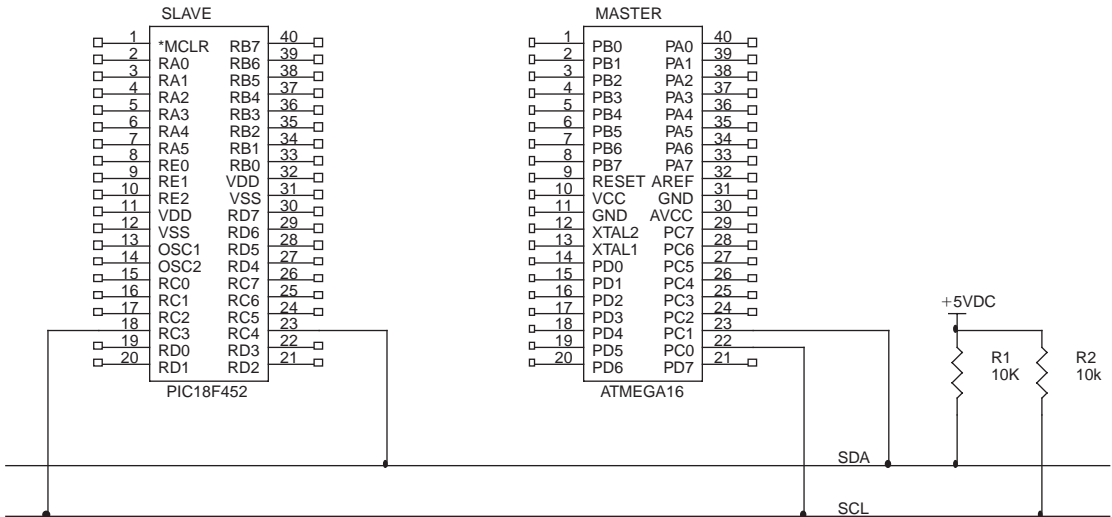 SLAVE
1 *MCLR RB7 40
2 RA0 RB6 39
3 RA1 RB5 38
4 RA2 RB4 37
5 RA3 RB3 36
6 RA4 RB2 35
7 RA5 RB1 34
8 RE0 RB0 33
9 RE1 VDD 32
10 RE2 VSS 31
11 VDD RD7 30
12 VSS RD6 29
13 OSC1 RD5 28
14 OSC2 RD4 27
15 RC0 RC7 26
16 RC1 RC6 25
17 RC2 RC5 24
18 RC3 RC4 23
19 RD0 RD3 22
20 RD1 RD2 21
PIC18F452
MASTER
1 PB0 PA0 40
2 PB1 PA1 39
3 PB2 PA2 38
4 PB3 PA3 37
5 PB4 PA4 36
6 PB5 PA5 35
7 PB6 PA6 34
8 PB7 PA7 33
9 RESET AREF 32
10 VCC GND 31
11 GND AVCC 30
12 XTAL2 PC7 29
13 XTAL1 PC6 28
14 PD0 PC5 27
15 PD1 PC4 26
16 PD2 PC3 25
17 PD3 PC2 24
18 PD4 PC1 23
19 PD5 PC0 22
20 PD6 PD7 21
ATMEGA16
+5VDC
R1
10K
R2
10k
SDA
SCL